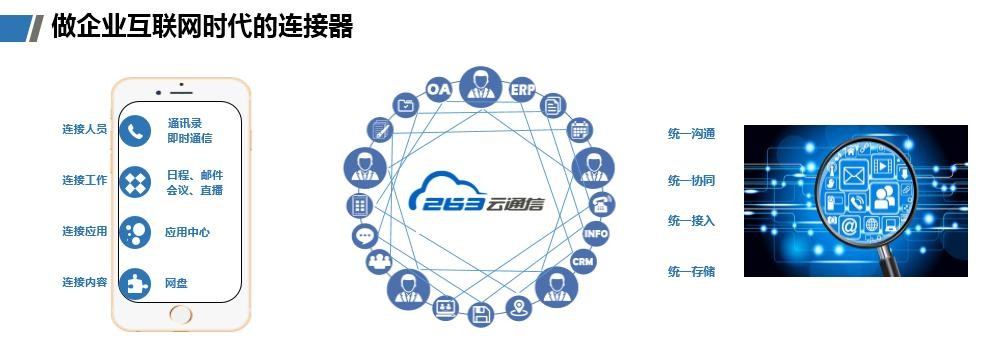 做企业互联网时代的连接器
连接人员
通讯录
即时通信
连接工作
日程、邮件
会议、直播
连接应用
应用中心
连接内容
网盘
OA
ERP
263云通信
INFO
CRM
统一沟通
统一协同
统一接入
统一存储
@